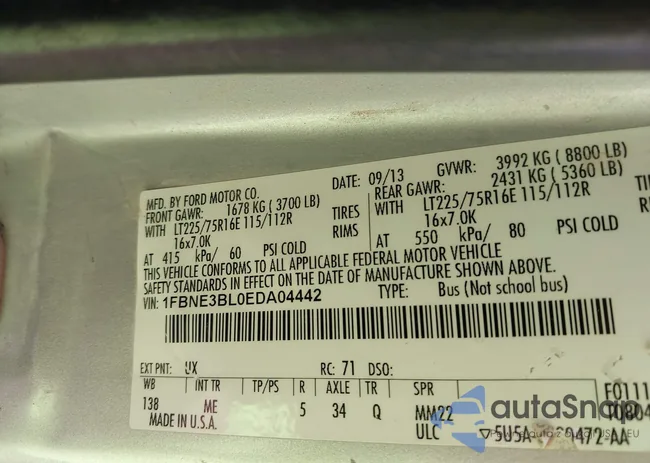 MFD. BY FORD MOTOR CO. DATE: 09/13 GVWR: 3992 KG ( 8800 LB)
FRONT GAWR: 1678 KG ( 3700 LB) REAR GAWR: 2431 KG ( 5360 LB)
WITH LT225/75R16E 115/112R TIRES WITH LT225/75R16E 115/112R
16x7.0K RIMS 16x7.0K
AT 415 kPa/ 60 PSI COLD AT 550 kPa/ 80 PSI COLD
THIS VEHICLE CONFORMS TO ALL APPLICABLE FEDERAL MOTOR VEHICLE
SAFETY STANDARDS IN EFFECT ON THE DATE OF MANUFACTURE SHOWN ABOVE.
VIN: 1FBNE3BL0EDA04442 TYPE: Bus (Not school bus)
EXT PNT: UX RC: 71 DSO:
WB INT TR TP/PS R AXLE TR SPR
138 ME 5 34 Q MM22
MADE IN U.S.A. ULC
autoSnap